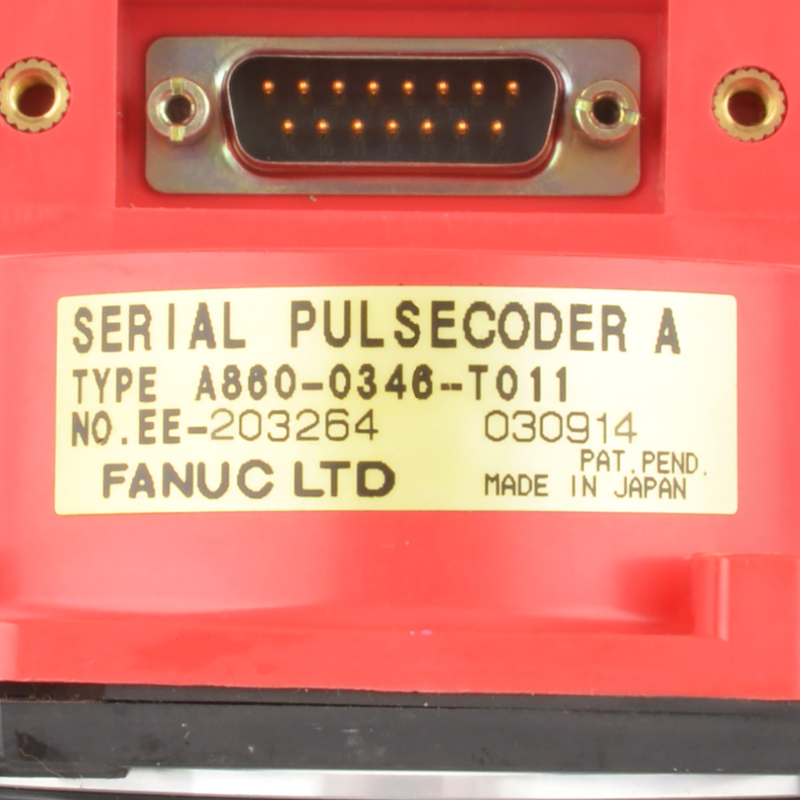 SERIAL PULSECODER A
TYPE A860-0346-T011
NO.EE-203264 030914
PAT.PEND.
FANUC LTD MADE IN JAPAN